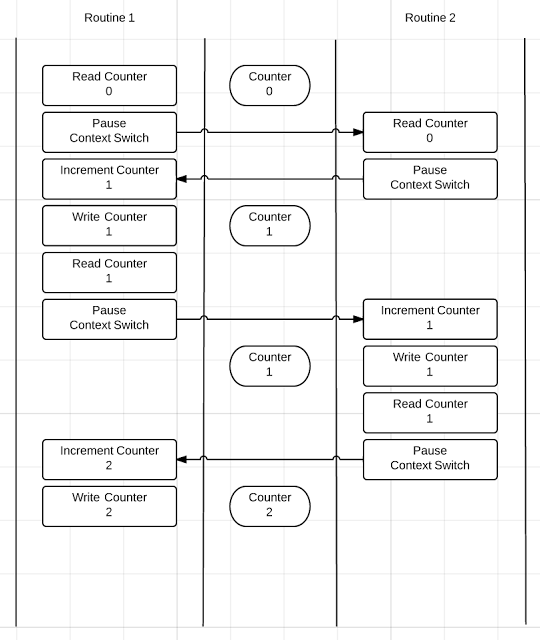 Routine 1
Routine 2
Read Counter
0
Counter
0
Pause
Context Switch
Read Counter
0
Increment Counter
1
Pause
Context Switch
Write Counter
1
Counter
1
Read Counter
1
Pause
Context Switch
Increment Counter
1
Counter
1
Write Counter
1
Read Counter
1
Increment Counter
2
Pause
Context Switch
Write Counter
2
Counter
2